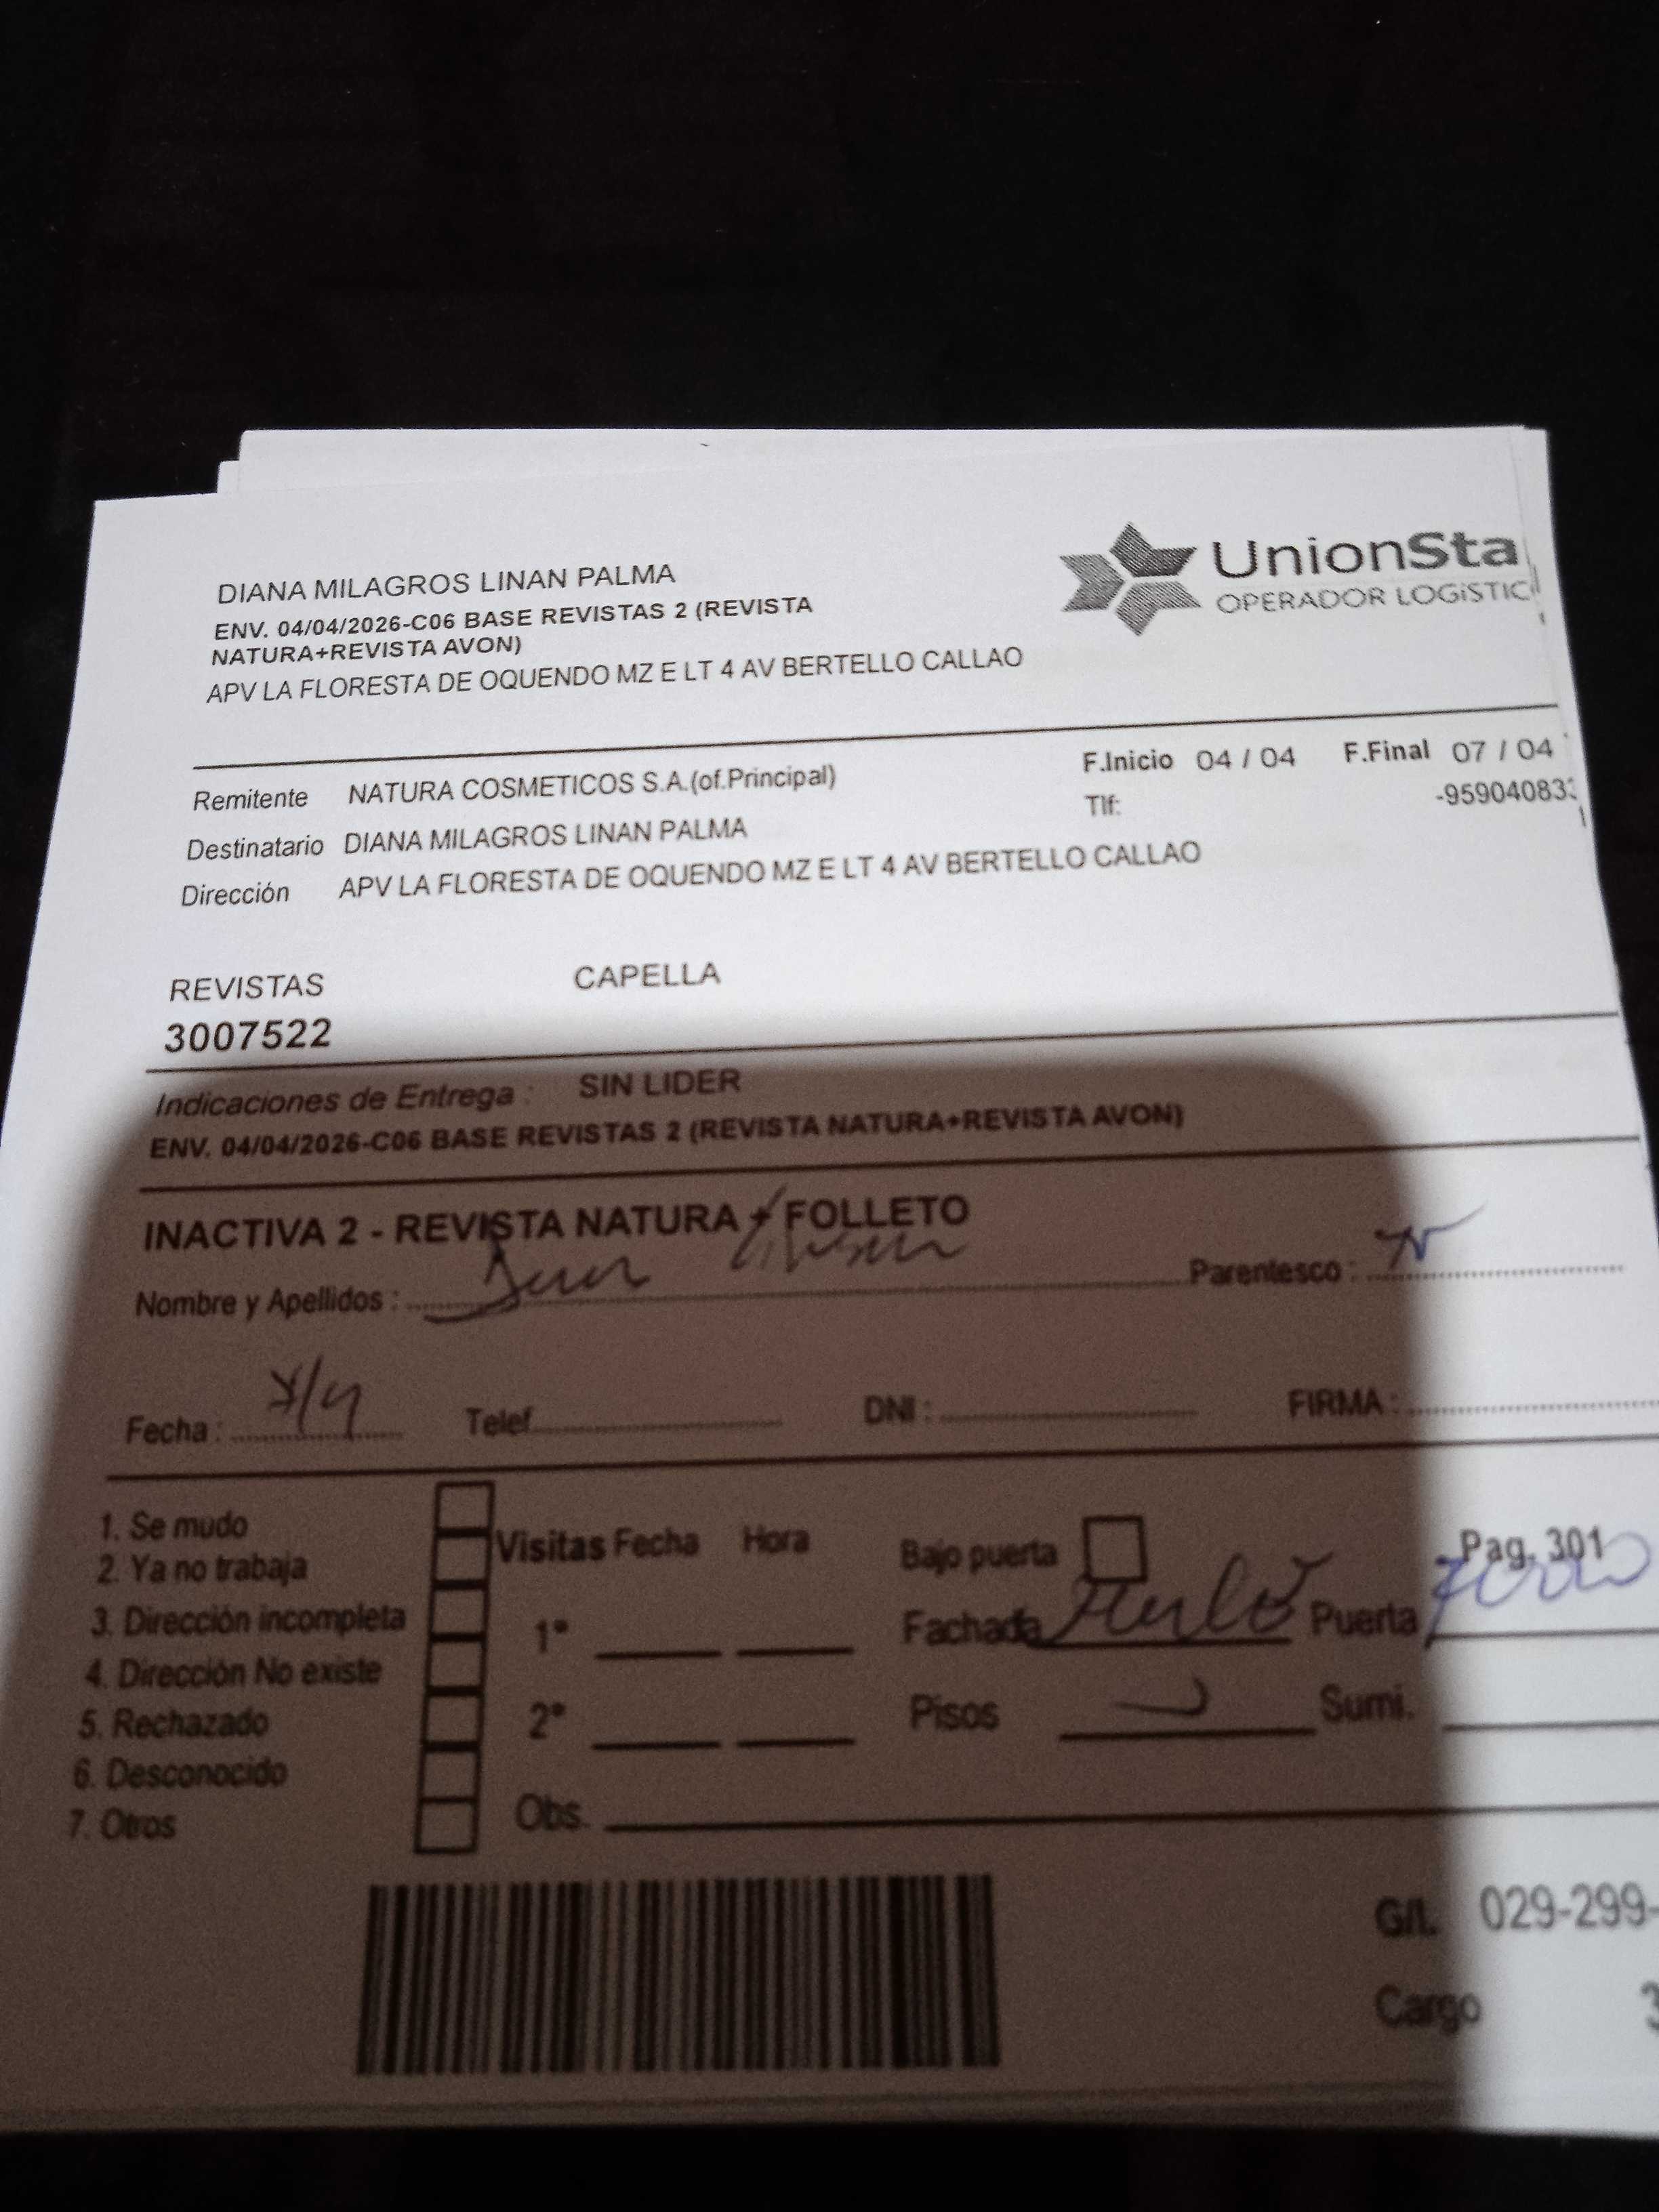 DIANA MILAGROS LINAN PALMA
ENV. 04/04/2026-C06 BASE REVISTAS 2 (REVISTA
NATURA+REVISTA AVON)
APV LA FLORESTA DE OQUENDO MZ E LT 4 AV BERTELLO CALLAO
UnionSta
OPERADOR LOGíSTIC
Remitente NATURA COSMETICOS S.A.(of.Principal) F.Inicio 04 / 04 F.Final 07 / 04
Destinatario DIANA MILAGROS LINAN PALMA Tlf: -95904083
Dirección APV LA FLORESTA DE OQUENDO MZ E LT 4 AV BERTELLO CALLAO
REVISTAS CAPELLA
3007522
Indicaciones de Entrega : SIN LIDER
ENV. 04/04/2026-C06 BASE REVISTAS 2 (REVISTA NATURA+REVISTA AVON)
INACTIVA 2 - REVISTA NATURA + FOLLETO
Nombre y Apellidos : Parentesco :
Fecha : 7/4 Telef. DNI : FIRMA :
1. Se mudo
2. Ya no trabaja
3. Dirección incompleta
4. Dirección No existe
5. Rechazado
6. Desconocido
7. Otros
Visitas Fecha Hora
1°
2°
Obs.
Bajo puerta Pag. 301
Fachada Puerta
Pisos Sumi.
G/L 029-299-
Cargo 3